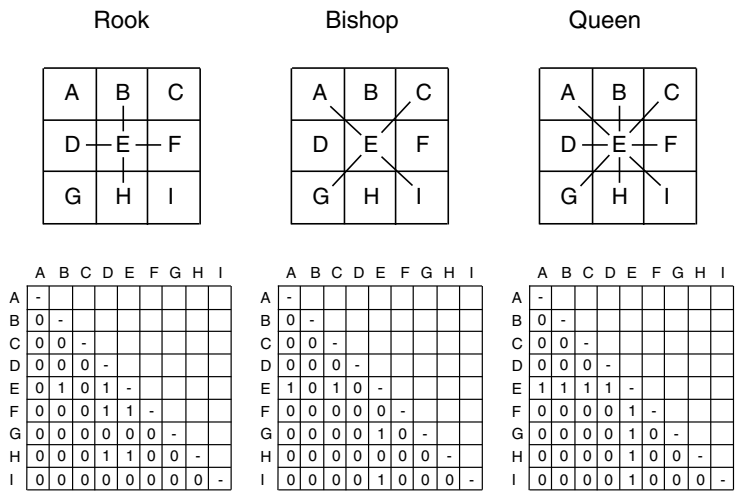 Rook Bishop Queen
A B C A B C A B C
D E F D E F D E F
G H I G H I G H I
A B C D E F G H I A B C D E F G H I A B C D E F G H I
A - A - A -
B 0 - B 0 - B 0 -
C 0 0 - C 0 0 - C 0 0 -
D 0 0 0 - D 0 0 0 - D 0 0 0 -
E 0 1 0 1 - E 1 0 1 0 - E 1 1 1 1 -
F 0 0 0 1 1 - F 0 0 0 0 0 - F 0 0 0 0 1 -
G 0 0 0 0 0 0 - G 0 0 0 0 1 0 - G 0 0 0 0 1 0 -
H 0 0 0 1 1 0 0 - H 0 0 0 0 0 0 0 - H 0 0 0 0 1 0 0 -
I 0 0 0 0 0 0 0 0 - I 0 0 0 0 1 0 0 0 - I 0 0 0 0 1 0 0 0 -